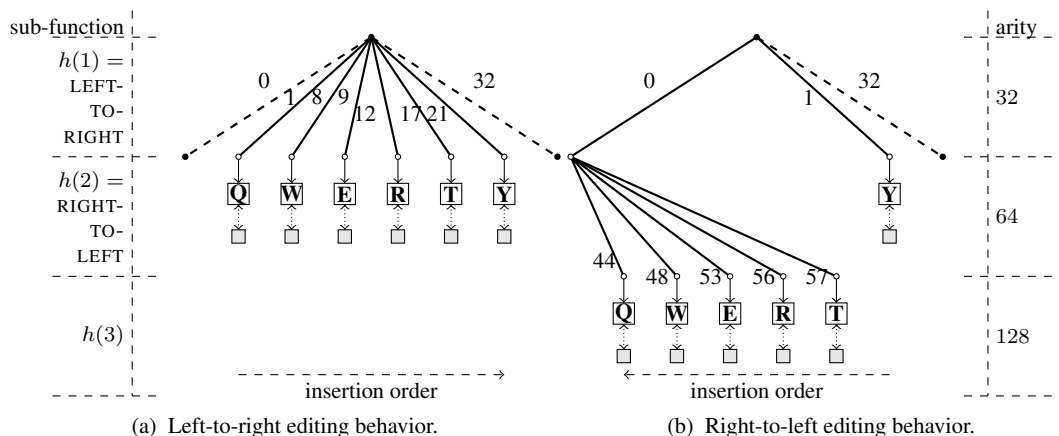 sub-function
arity
h(1) =
LEFT-
TO-
RIGHT
0
1
8
9
12
17
21
32
0
1
32
32
h(2) =
RIGHT-
TO-
LEFT
Q W E R T Y
Y
64
44
48
53
56
57
h(3)
Q W E R T
128
insertion order
insertion order
(a) Left-to-right editing behavior.
(b) Right-to-left editing behavior.